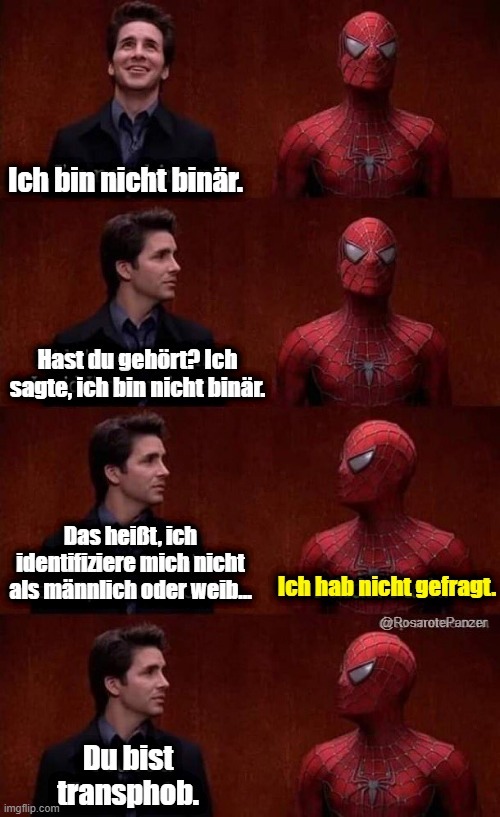 Ich bin nicht binär.
Hast du gehört? Ich
sagte, ich bin nicht binär.
Das heißt, ich
identifiziere mich nicht
als männlich oder weib...
Ich hab nicht gefragt.
@RosarotePanzer
Du bist
transphob.
imgflip.com